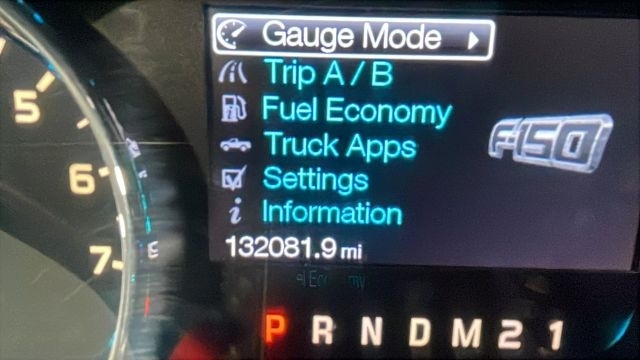 Gauge Mode
Trip A / B
Fuel Economy
Truck Apps
Settings
Information
F-150
132081.9 mi
P R N D M 2 1
5
6
7